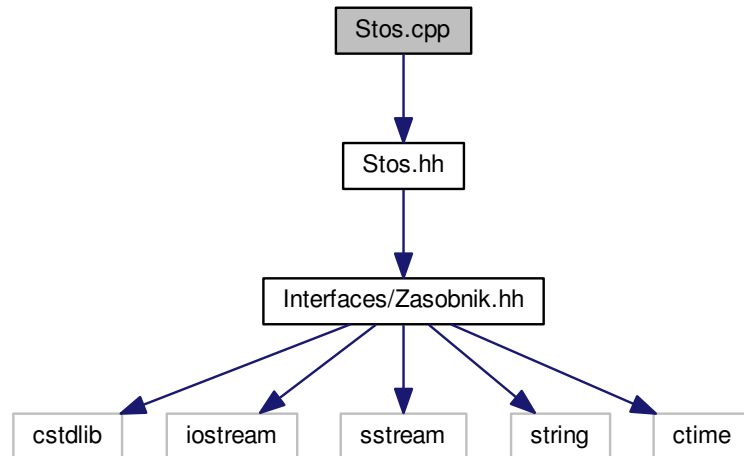 Stos.cpp
Stos.hh
Interfaces/Zasobnik.hh
cstdlib
iostream
sstream
string
ctime